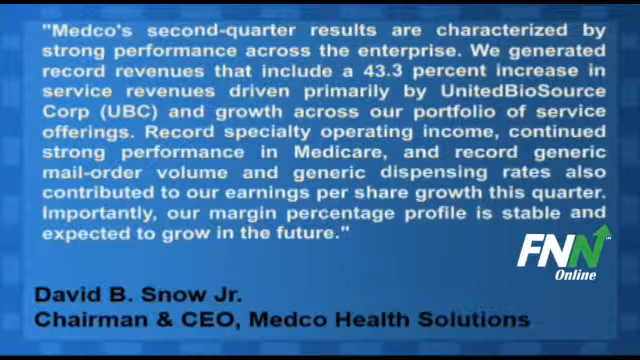 "Medco's second-quarter results are characterized by
strong performance across the enterprise. We generated
record revenues that include a 43.3 percent increase in
service revenues driven primarily by UnitedBioSource
Corp (UBC) and growth across our portfolio of service
offerings. Record specialty operating income, continued
strong performance in Medicare, and record generic
mail-order volume and generic dispensing rates also
contributed to our earnings per share growth this quarter.
Importantly, our margin percentage profile is stable and
expected to grow in the future."
FNN
Online
David B. Snow Jr.
Chairman & CEO, Medco Health Solutions